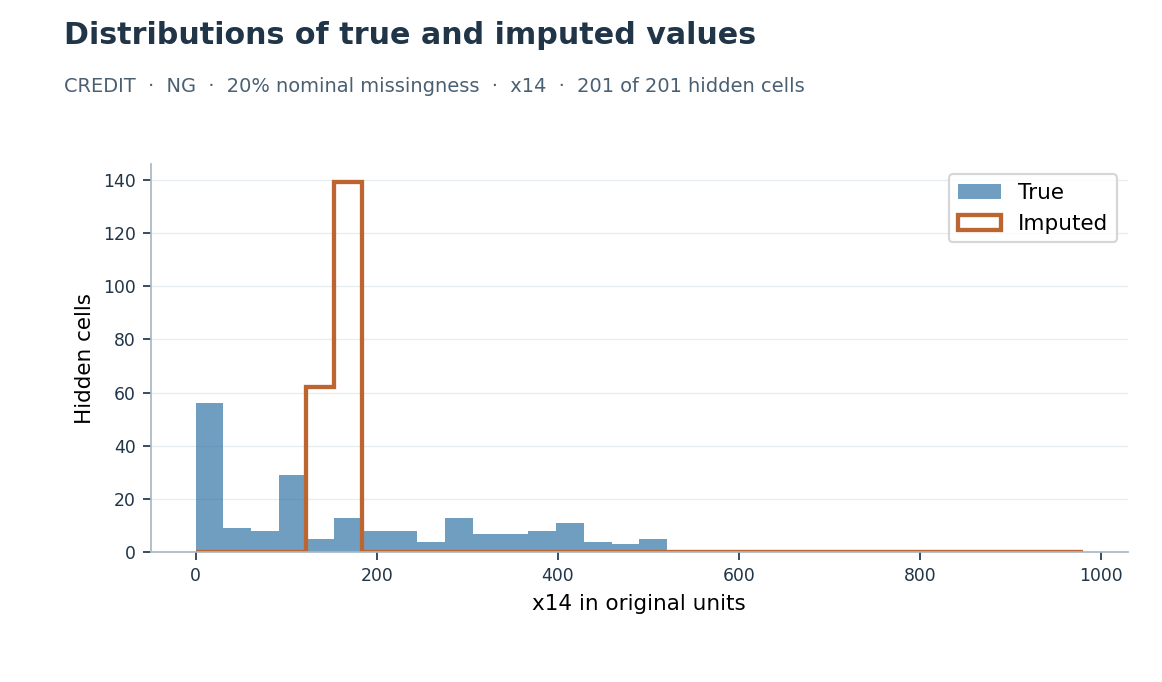 Distributions of true and imputed values
CREDIT · NG · 20% nominal missingness · x14 · 201 of 201 hidden cells
140
120
100
80
60
40
20
0
Hidden cells
True
Imputed
0 200 400 600 800 1000
x14 in original units